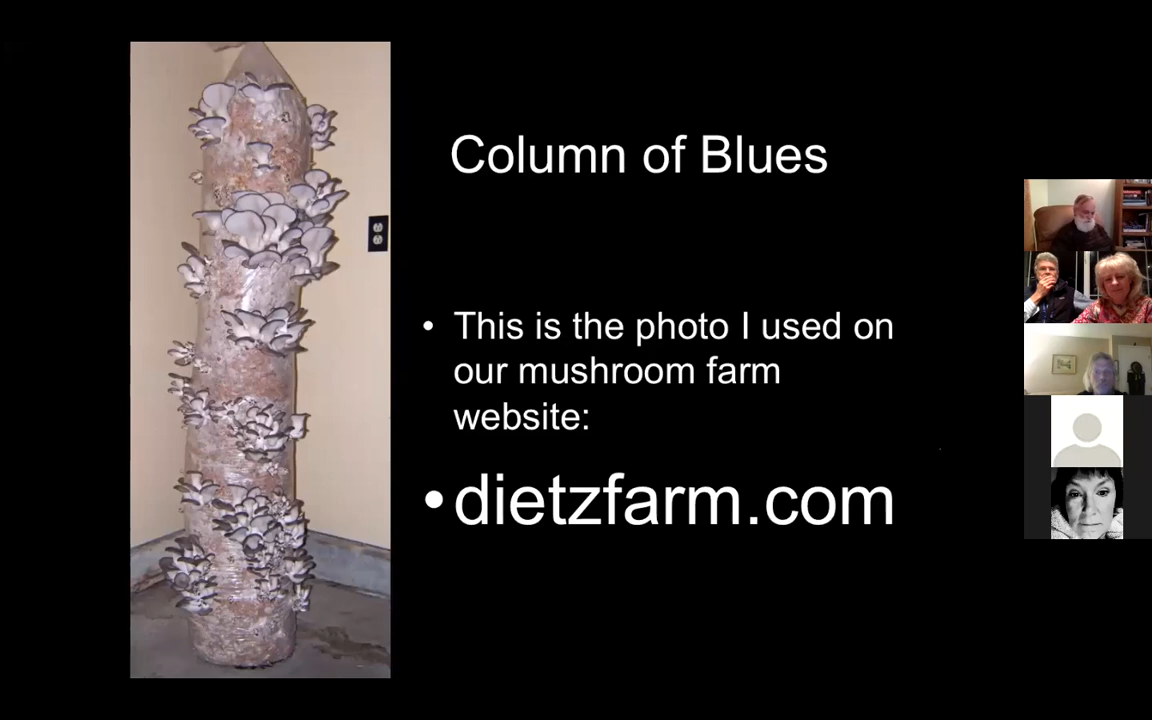 Column of Blues
• This is the photo I used on
our mushroom farm
website:
• dietzfarm.com